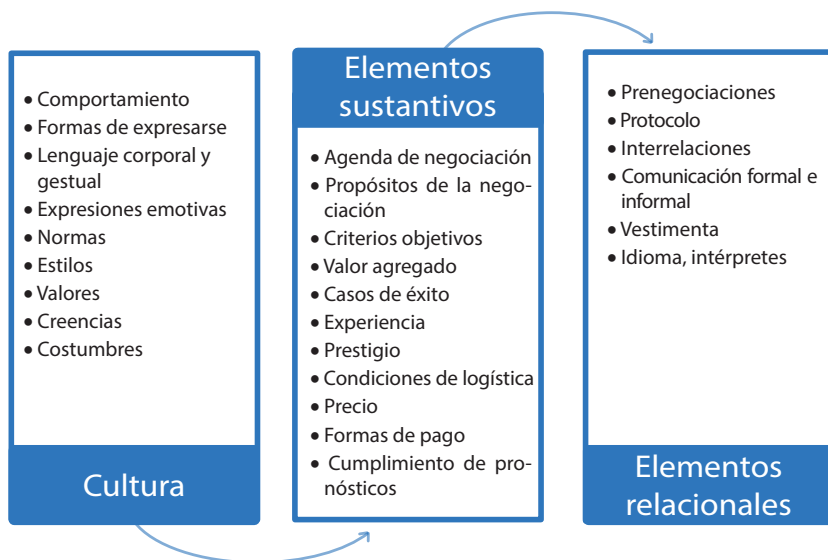 • Comportamiento
• Formas de expresarse
• Lenguaje corporal y
gestual
• Expresiones emotivas
• Normas
• Estilos
• Valores
• Creencias
• Costumbres
Cultura
Elementos
sustantivos
• Agenda de negociación
• Propósitos de la nego-
ciación
• Criterios objetivos
• Valor agregado
• Casos de éxito
• Experiencia
• Prestigio
• Condiciones de logística
• Precio
• Formas de pago
• Cumplimiento de pro-
nósticos
• Prenegociaciones
• Protocolo
• Interrelaciones
• Comunicación formal e
informal
• Vestimenta
• Idioma, intérpretes
Elementos
relacionales